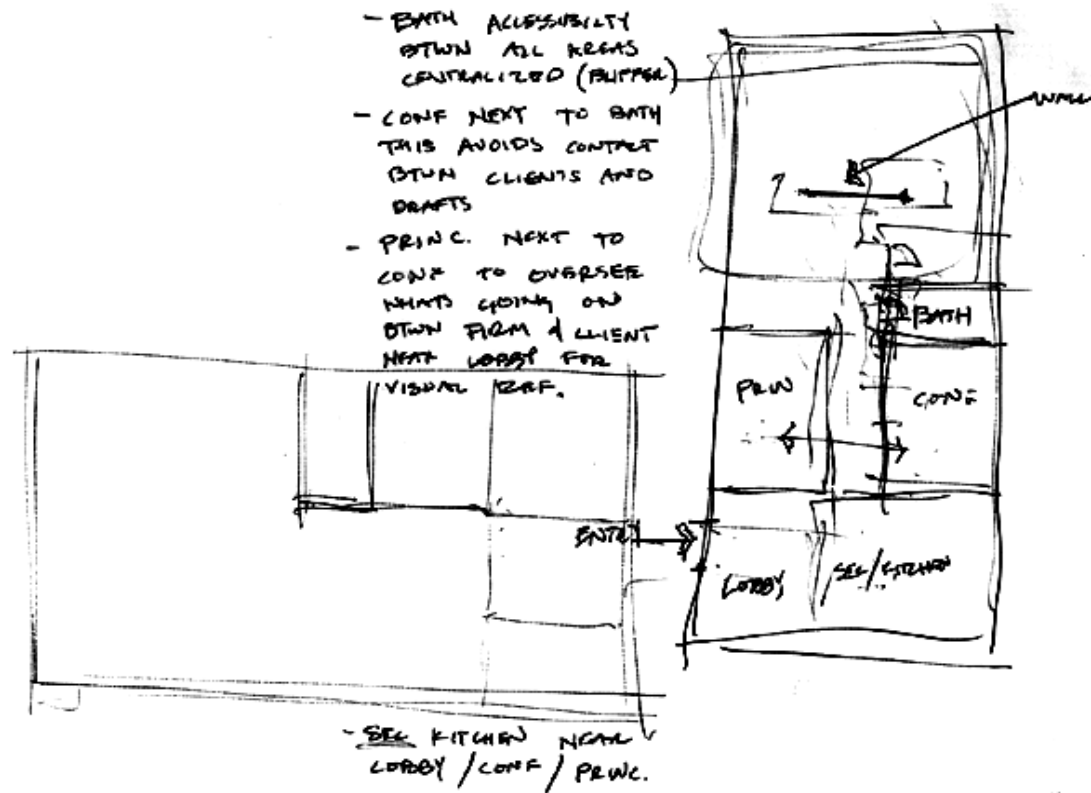 - BATH ACCESSIBILTY
BTWN ALL AREAS
CENTRALIZED (BUFFER)
- CONF NEXT TO BATH
THIS AVOIDS CONTACT
BTWN CLIENTS AND
DRAFTS
- PRINC. NEXT TO
CONF TO OVERSEE
WHATS GOING ON
BTWN FIRM & CLIENT
NEAR LOBBY FOR
VISUAL REF.
WALL
BATH
PRIN
CONF
ENTRY
LOBBY
SEC/KITCHEN
- SEC KITCHEN NEAR
LOBBY / CONF / PRINC.